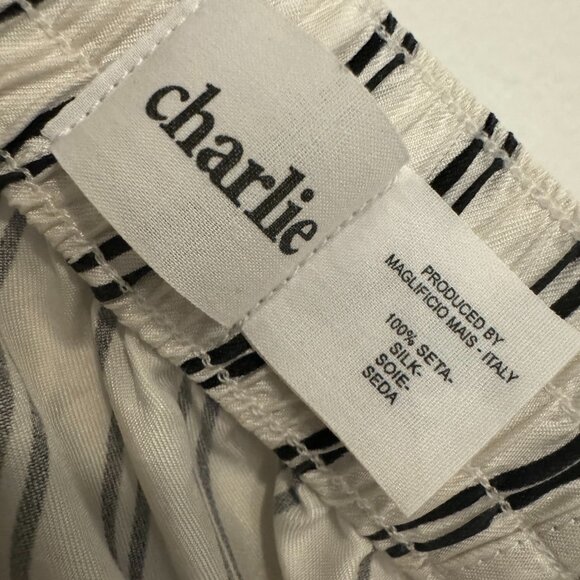 charlie
PRODUCED BY
MAGLIFICIO MAIS - ITALY
100% SETA-
SILK-
SOIE-
SEDA